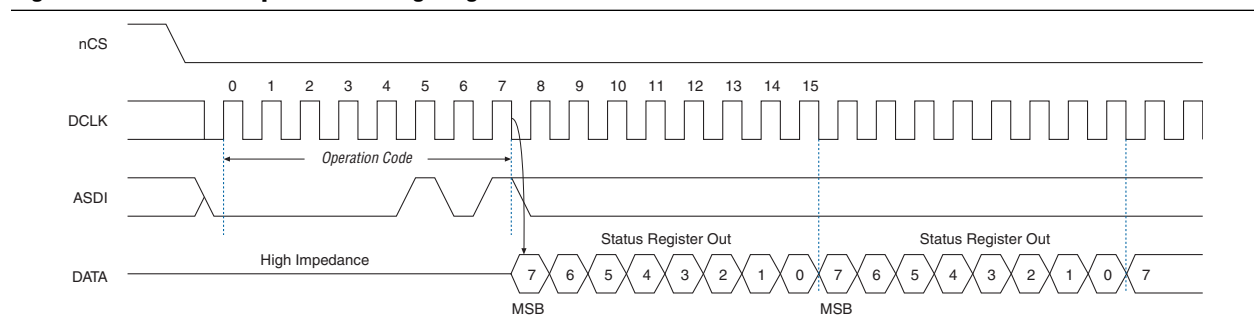 nCS
0 1 2 3 4 5 6 7 8 9 10 11 12 13 14 15
DCLK
Operation Code
ASDI
Status Register Out Status Register Out
High Impedance
DATA
7 6 5 4 3 2 1 0 7 6 5 4 3 2 1 0 7
MSB MSB